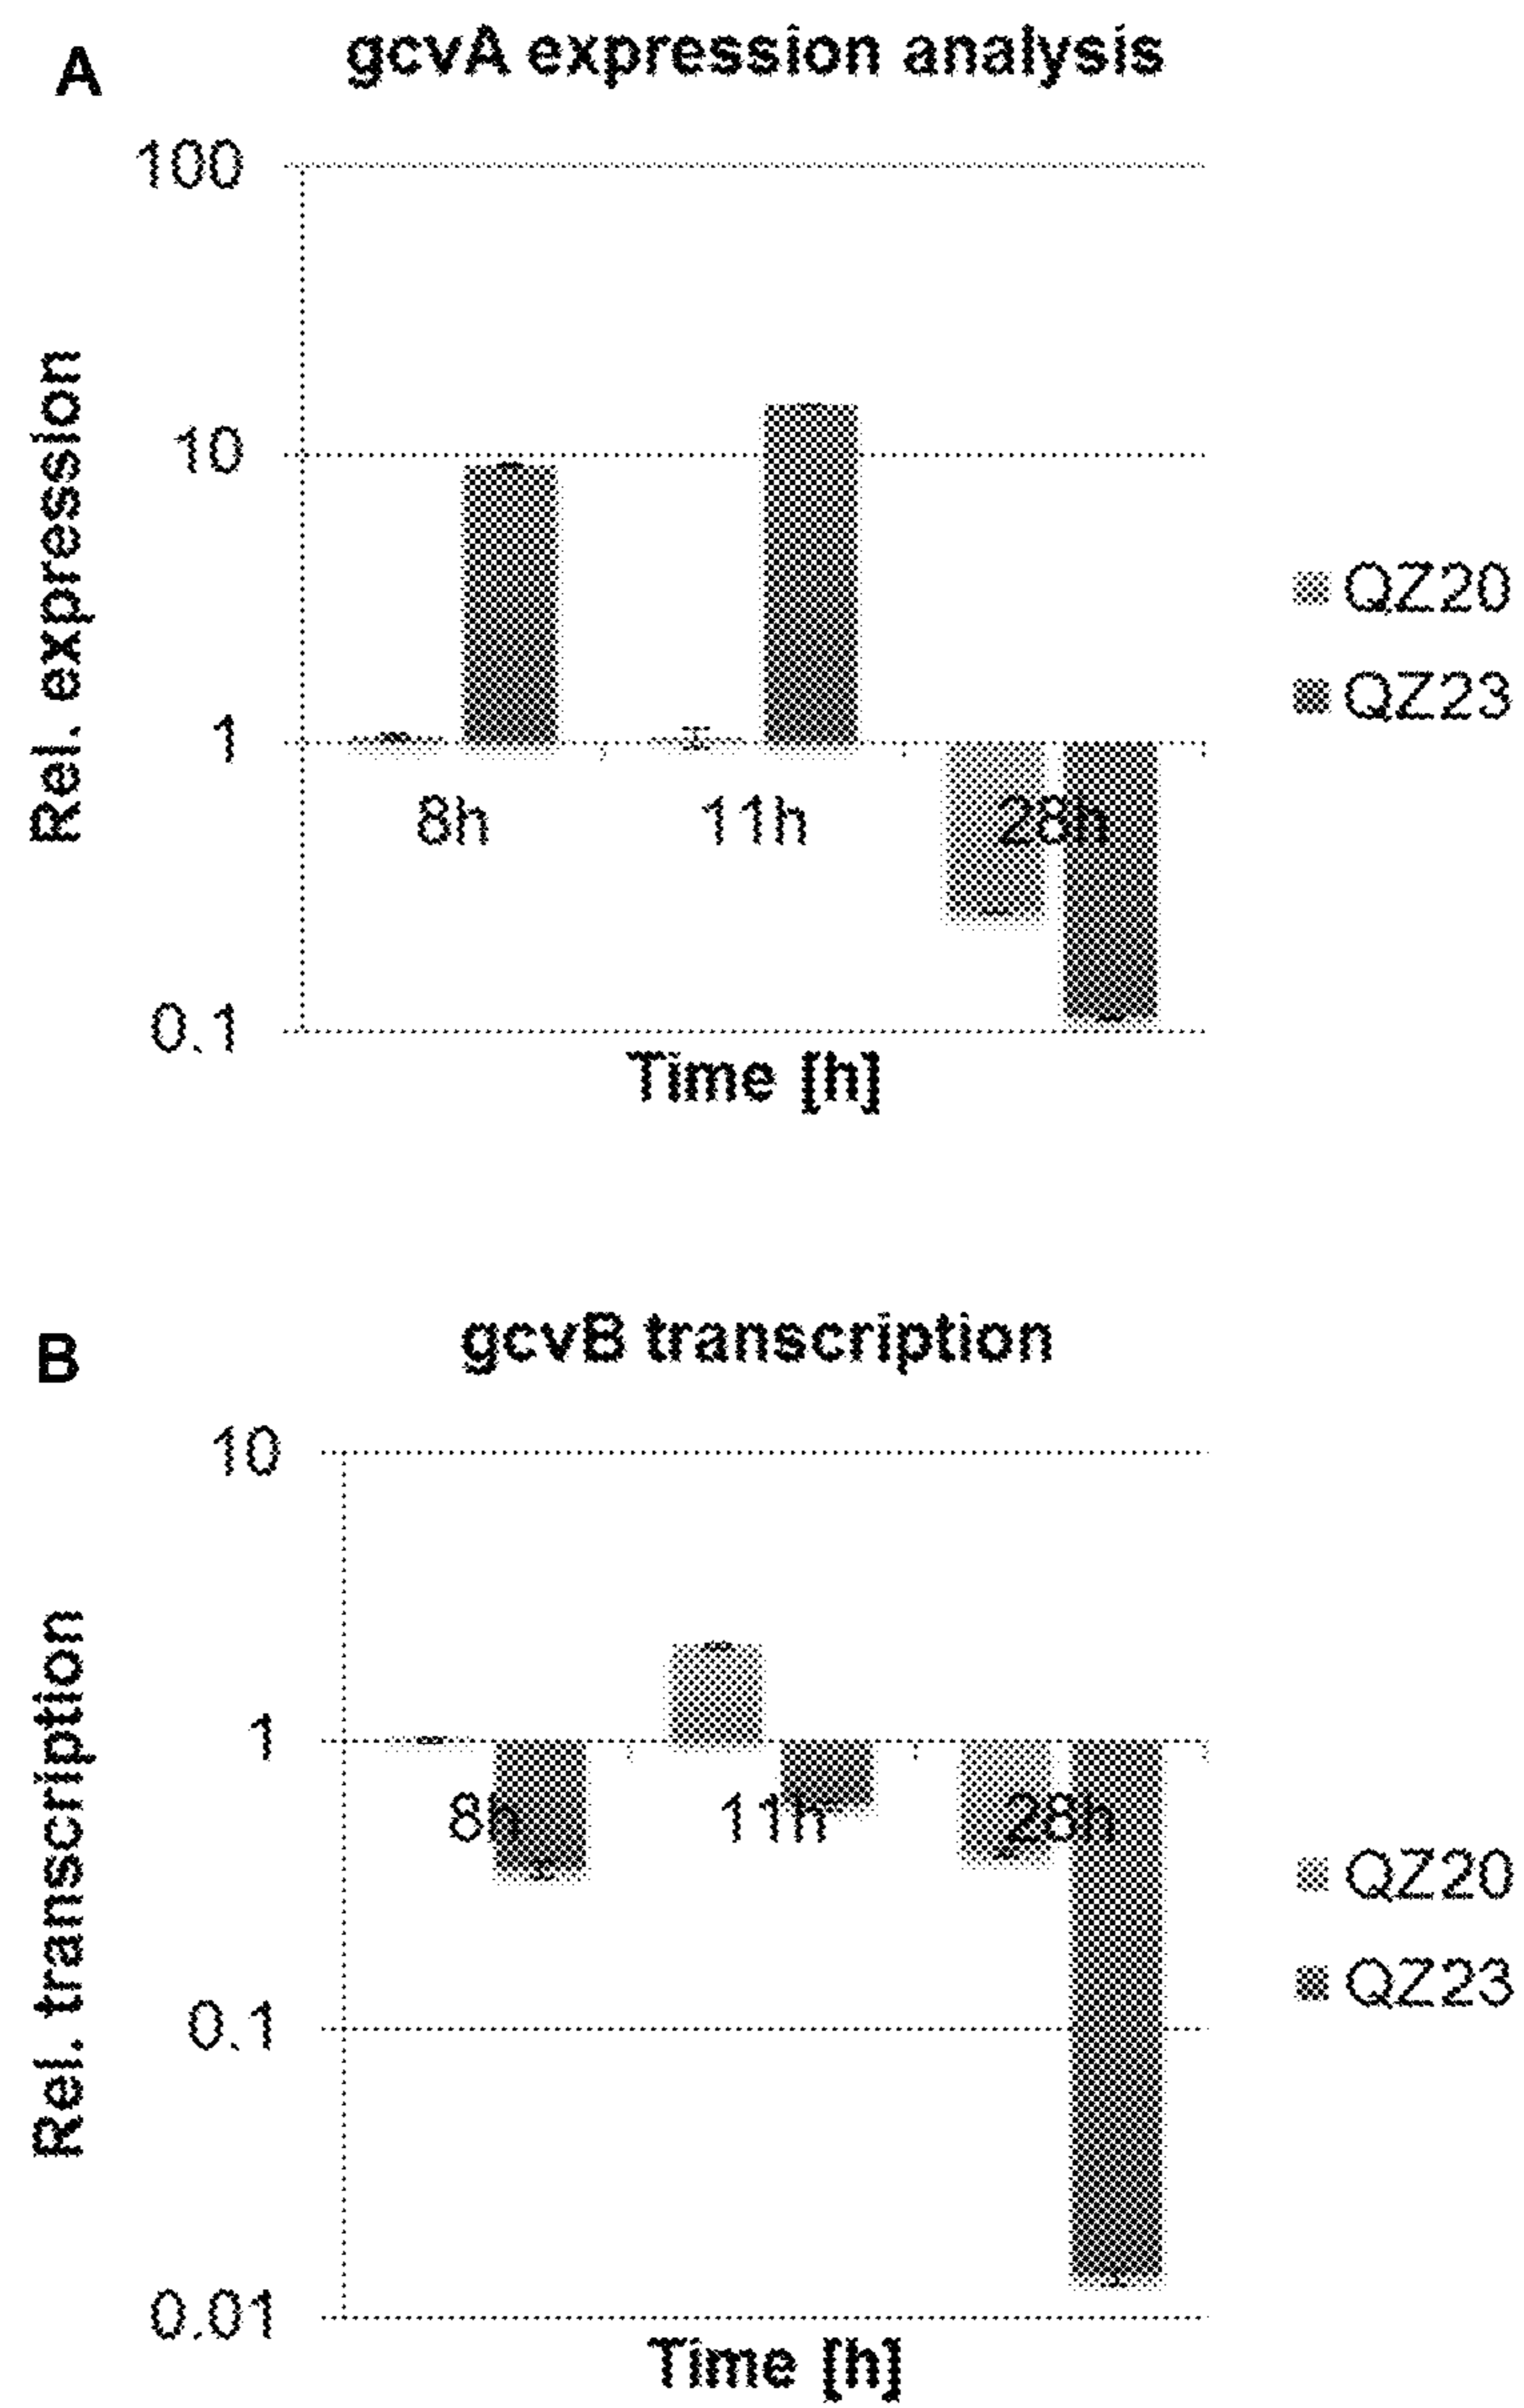 A
gcvA expression analysis
100
10
1
0.1
Rel. expression
8h
11h
28h
Time [h]
QZ20
QZ23
B
gcvB transcription
10
1
0.1
0.01
Rel. transcription
8h
11h
28h
Time [h]
QZ20
QZ23